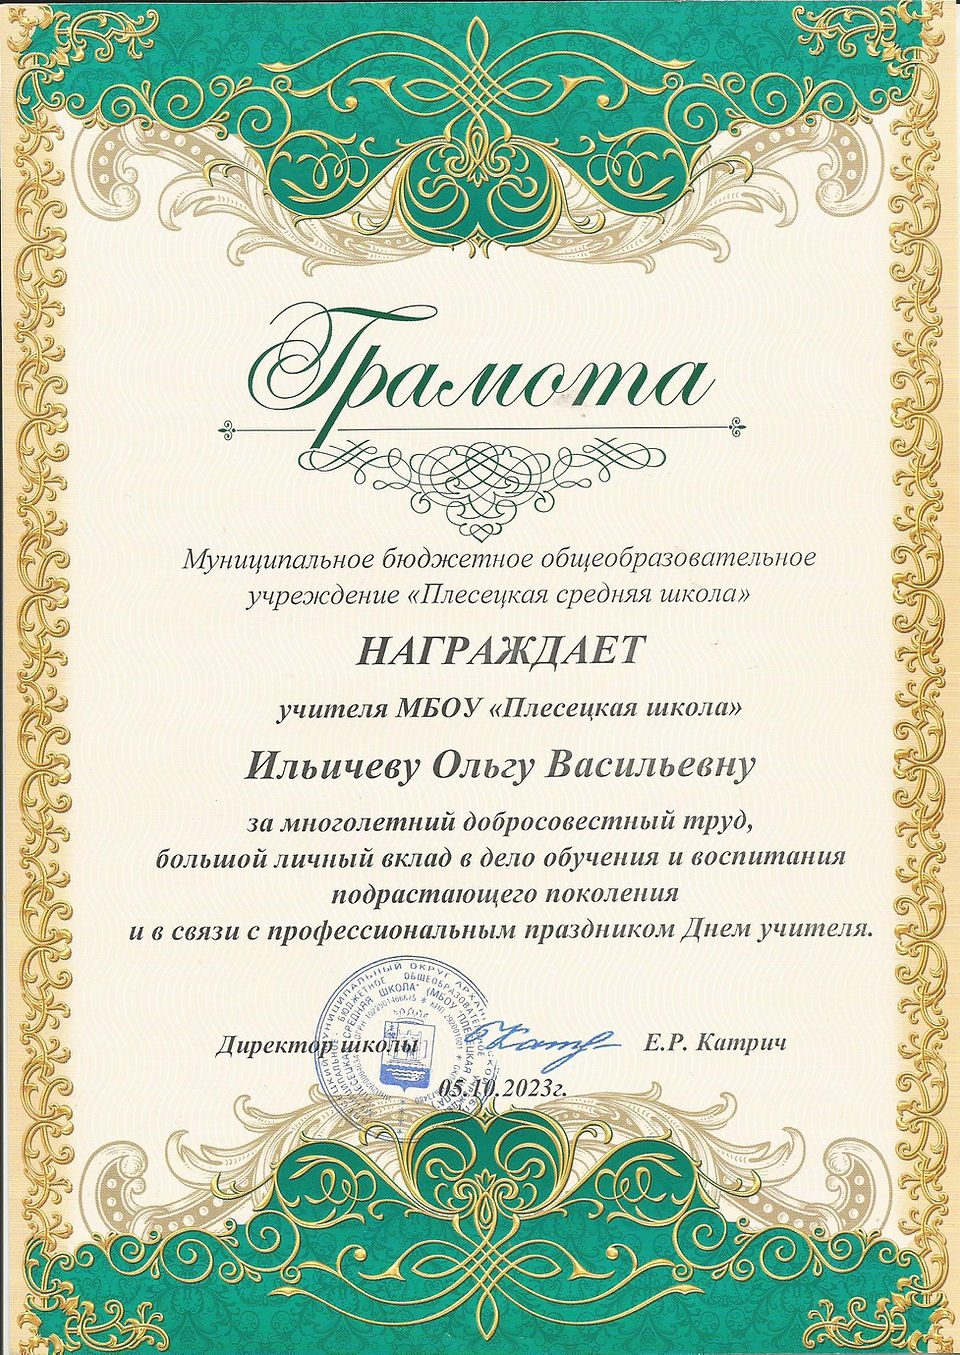 Грамота
Муниципальное бюджетное общеобразовательное
учреждение «Плесецкая средняя школа»
НАГРАЖДАЕТ
учителя МБОУ «Плесецкая школа»
Ильичеву Ольгу Васильевну
за многолетний добросовестный труд,
большой личный вклад в дело обучения и воспитания
подрастающего поколения
и в связи с профессиональным праздником Днем учителя.
Директор школы Е.Р. Катрич
05.10.2023г.